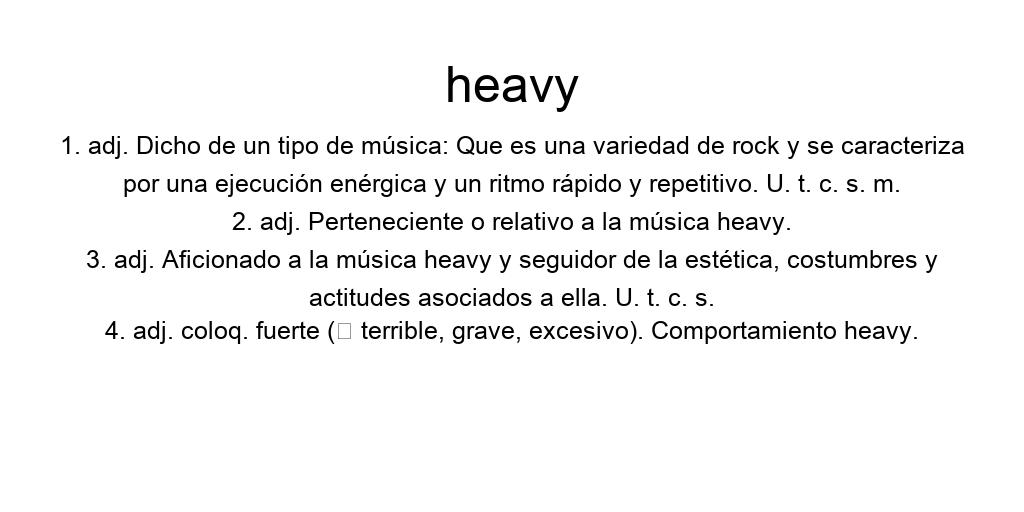 heavy
1. adj. Dicho de un tipo de música: Que es una variedad de rock y se caracteriza
por una ejecución enérgica y un ritmo rápido y repetitivo. U. t. c. s. m.
2. adj. Perteneciente o relativo a la música heavy.
3. adj. Aficionado a la música heavy y seguidor de la estética, costumbres y
actitudes asociados a ella. U. t. c. s.
4. adj. coloq. fuerte (□ terrible, grave, excesivo). Comportamiento heavy.